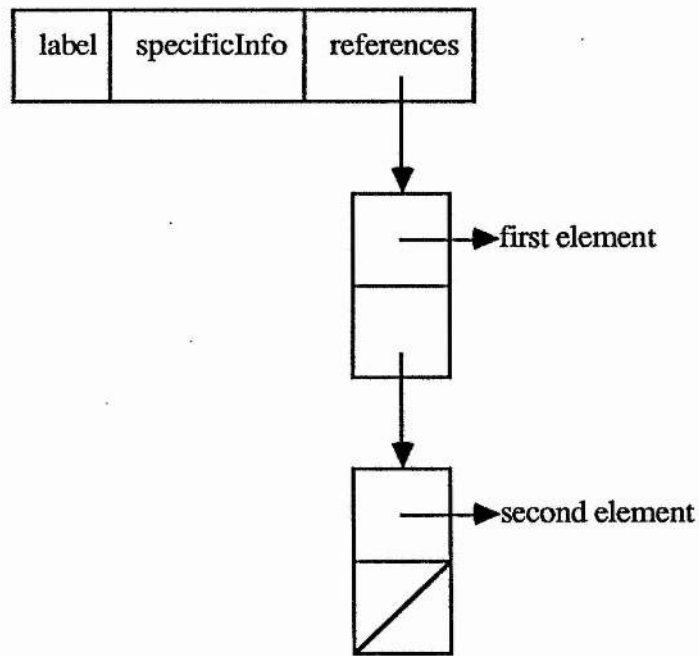 label specificInfo references
first element
second element